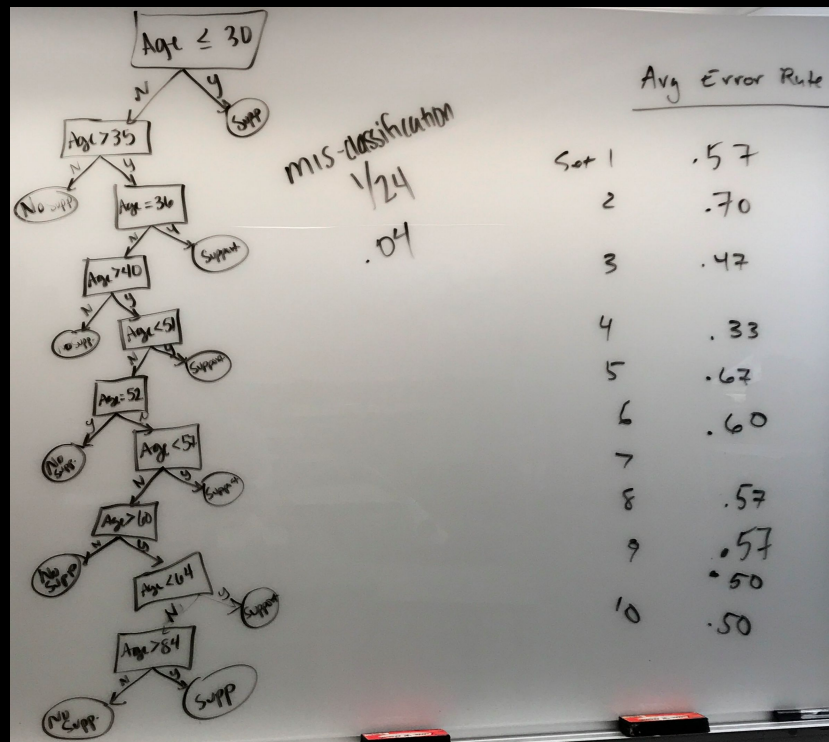 Age ≤ 30
N
Y
Supp
Age > 35
N
Y
No supp
Age = 36
N
Y
Support
Age > 40
N
Y
No supp.
Age < 51
N
Y
Support
Age = 52
Y
N
No Supp.
Age < 57
N
Y
Support
Age > 60
N
Y
No Supp
Age < 64
N
Y
Support
Age > 84
N
Y
No Supp.
Supp
mis-classification
1/24
.04
Avg Error Rate
Set 1 .57
2 .70
3 .47
4 .33
5 .67
6 .60
7
8 .57
9 .57
.50
10 .50